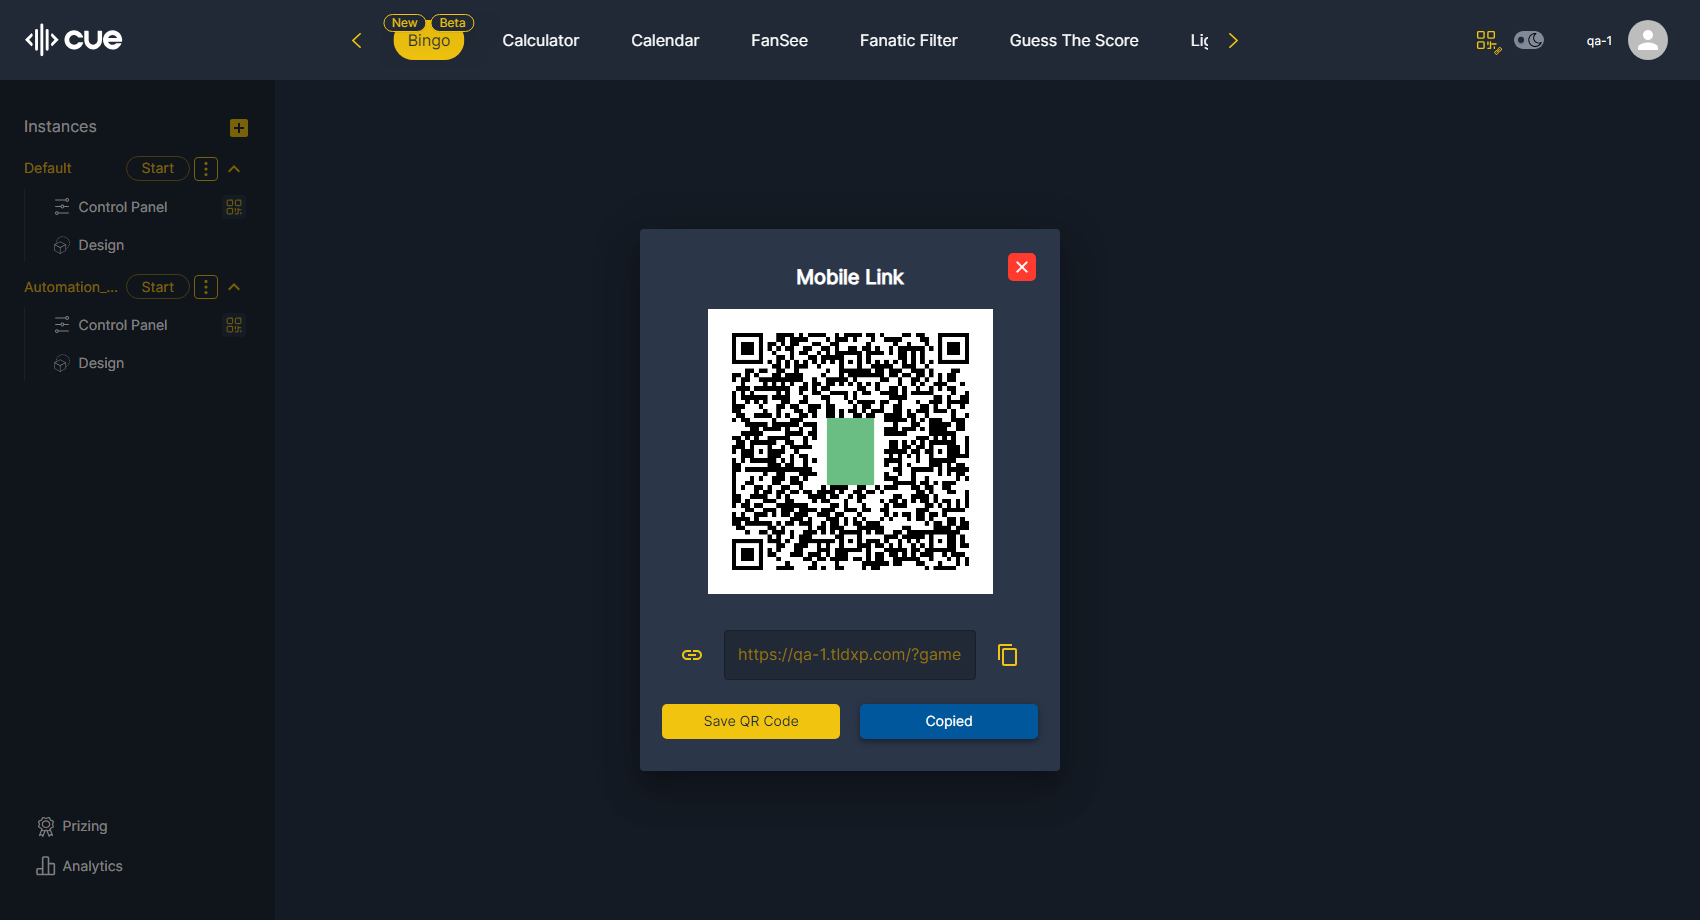 cue
New
Beta
Bingo
Calculator
Calendar
FanSee
Fanatic Filter
Guess The Score
Lig
qa-1
Instances
Default
Start
Control Panel
Design
Automation_...
Start
Control Panel
Design
Mobile Link
https://qa-1.tldxp.com/?game
Save QR Code
Copied
Prizing
Analytics